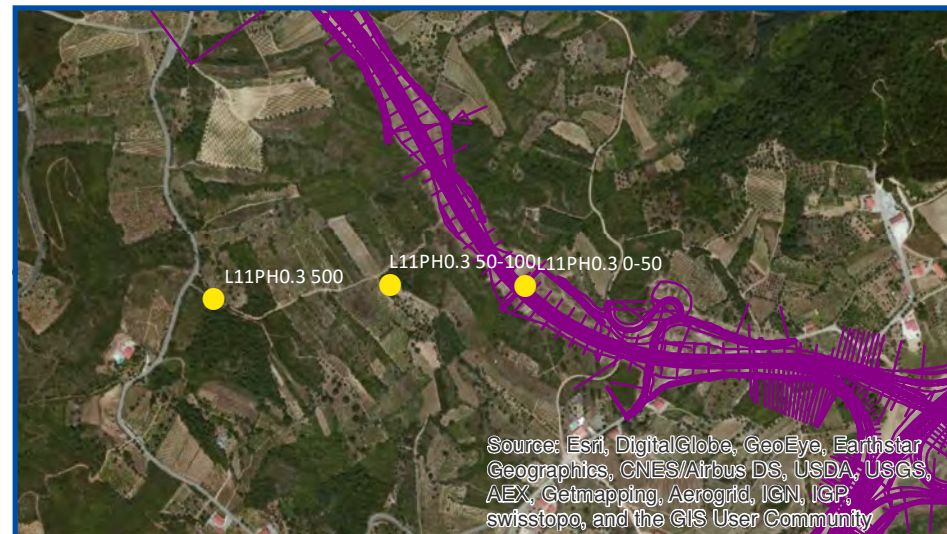 L11PH0.3 500
L11PH0.3 50-100
L11PH0.3 0-50
Source: Esri, DigitalGlobe, GeoEye, Earthstar
Geographics, CNES/Airbus DS, USDA, USGS,
AEX, Getmapping, Aerogrid, IGN, IGP,
swisstopo, and the GIS User Community